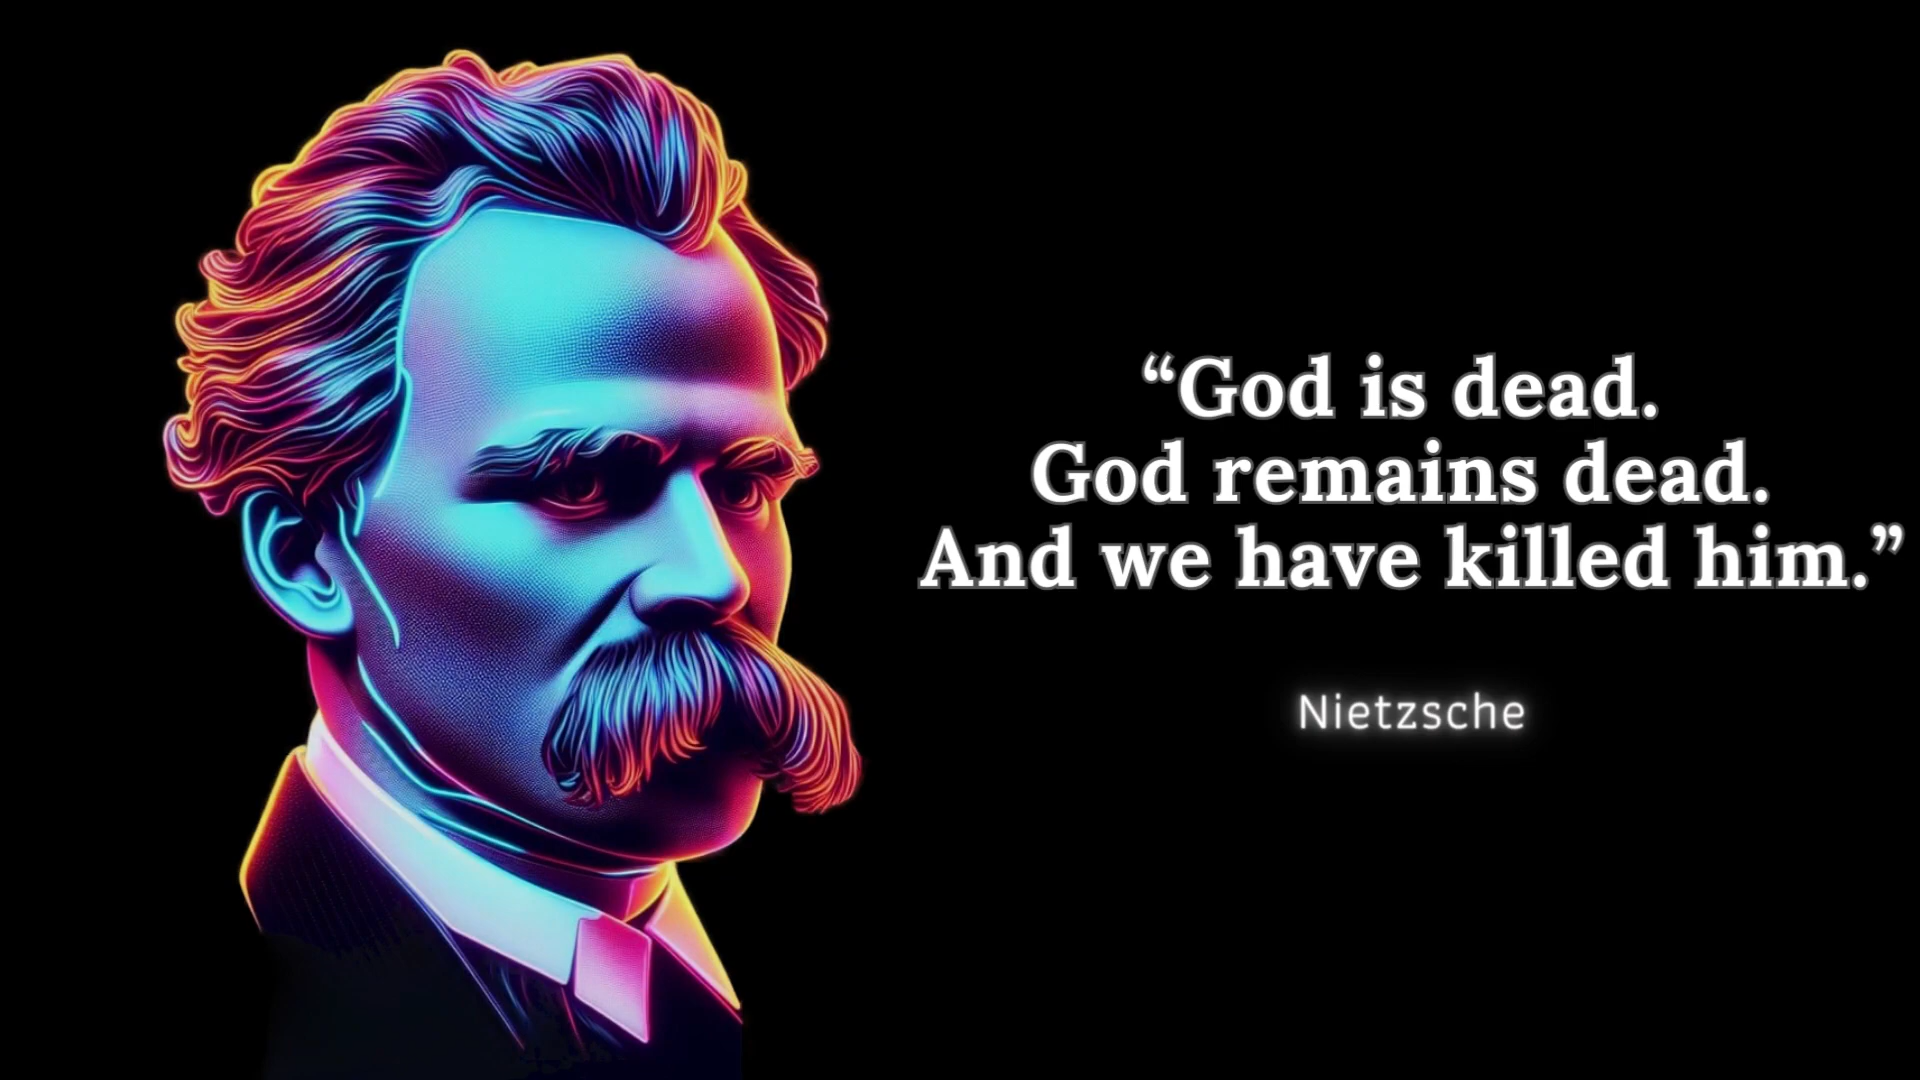 “God is dead.
God remains dead.
And we have killed him.”
Nietzsche